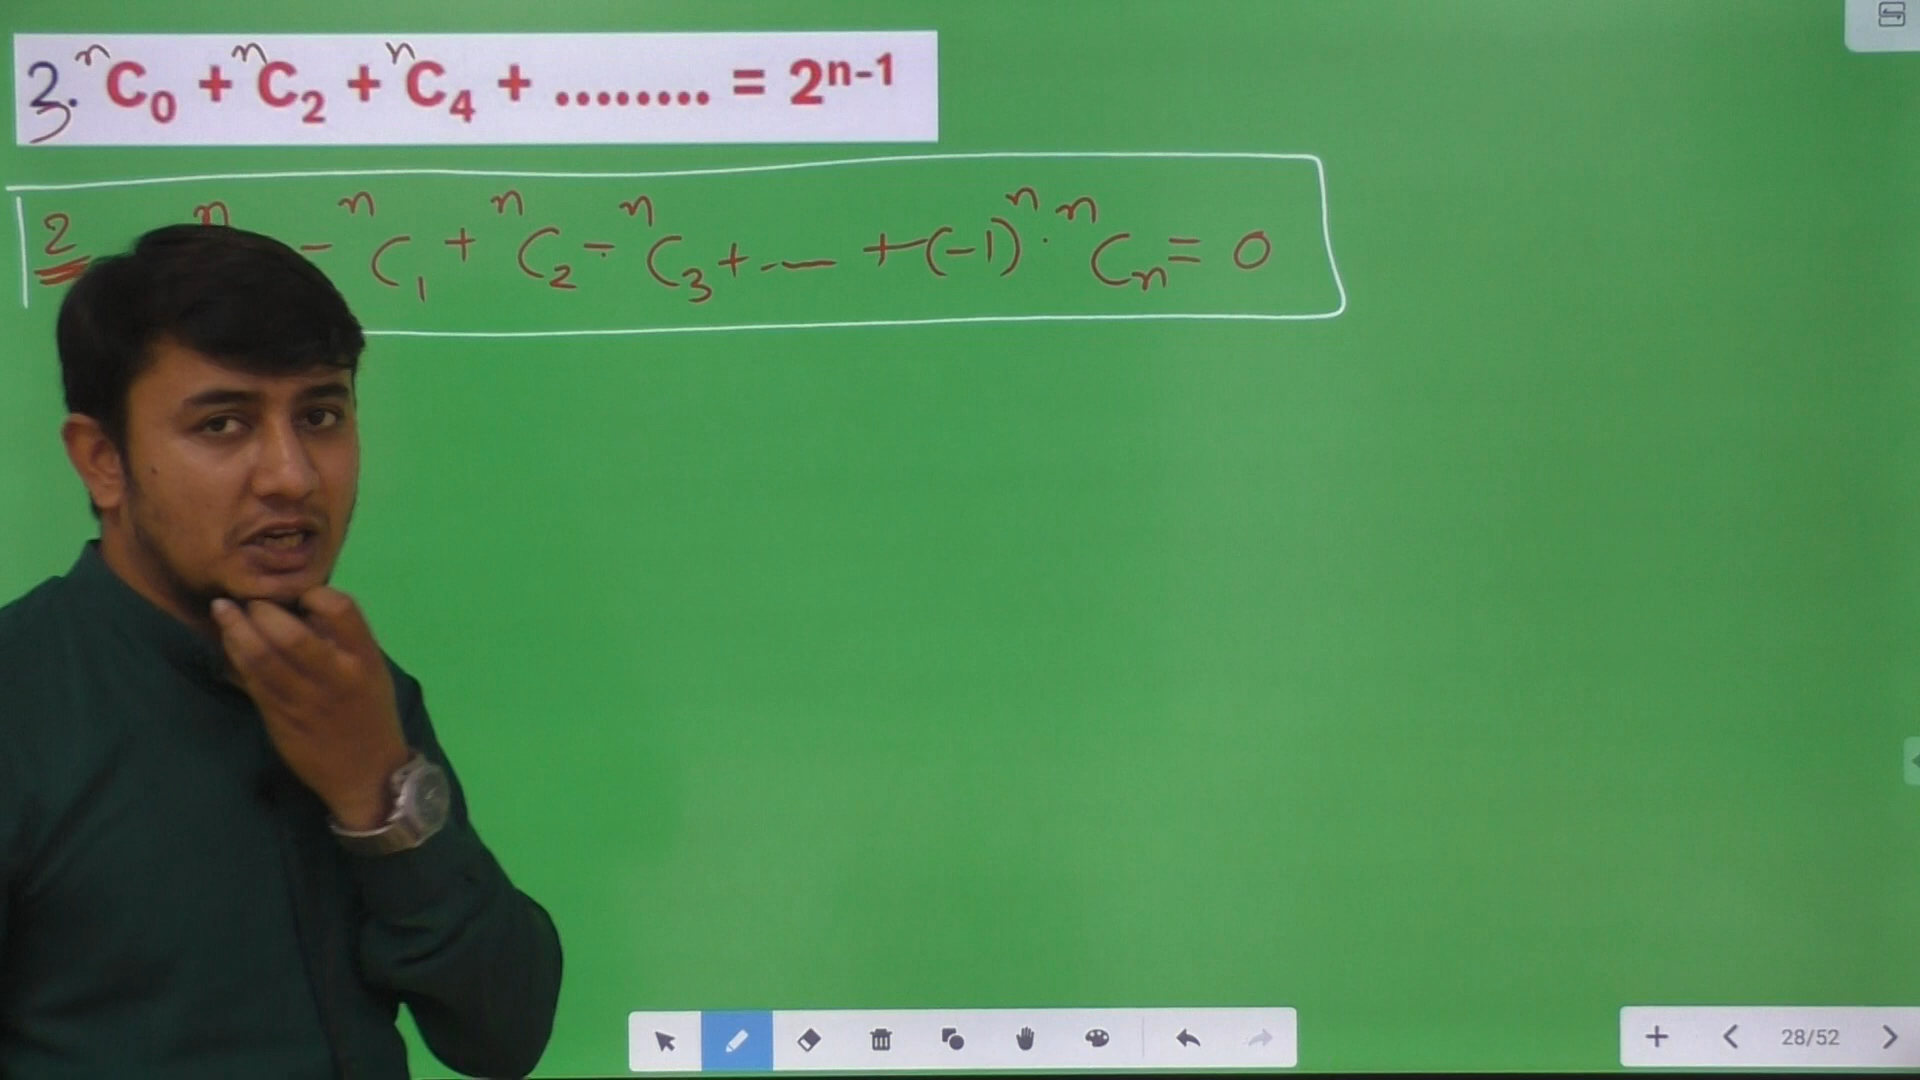 3. ⁿC₀ + ⁿC₂ + ⁿC₄ + ........ = 2ⁿ⁻¹
2 n - ⁿC₁ + ⁿC₂ - ⁿC₃ + --- + (-1)ⁿ · ⁿCₙ = 0
28/52